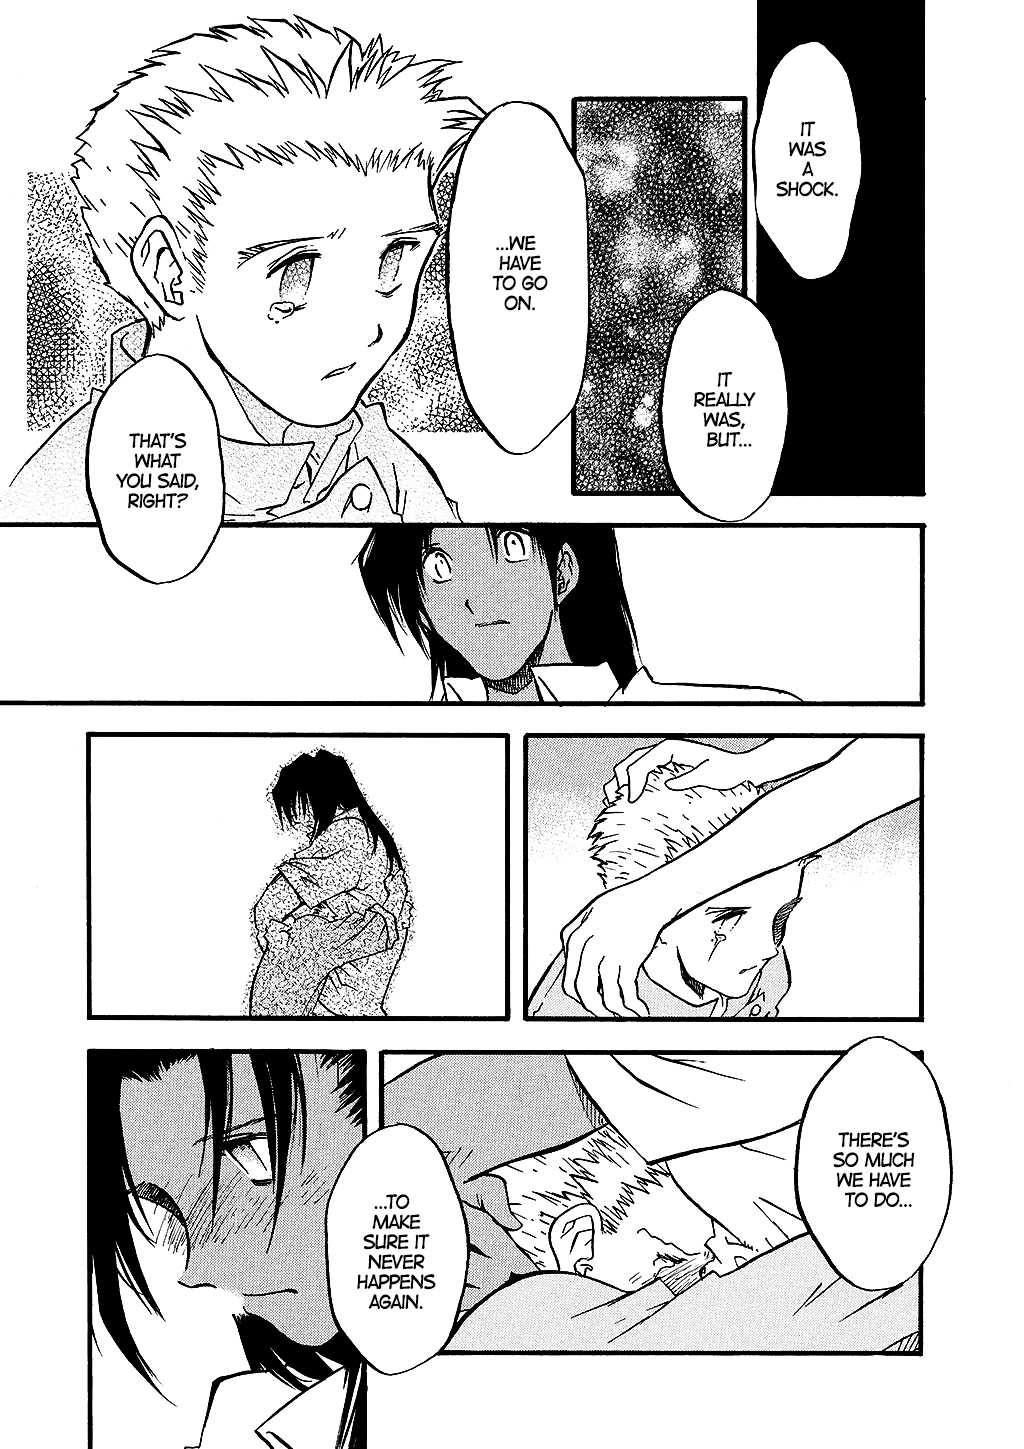 IT
WAS
A
SHOCK.
IT
REALLY
WAS,
BUT...
...WE
HAVE
TO GO
ON.
THAT'S
WHAT
YOU SAID,
RIGHT?
THERE'S
SO MUCH
WE HAVE
TO DO...
...TO
MAKE
SURE IT
NEVER
HAPPENS
AGAIN.